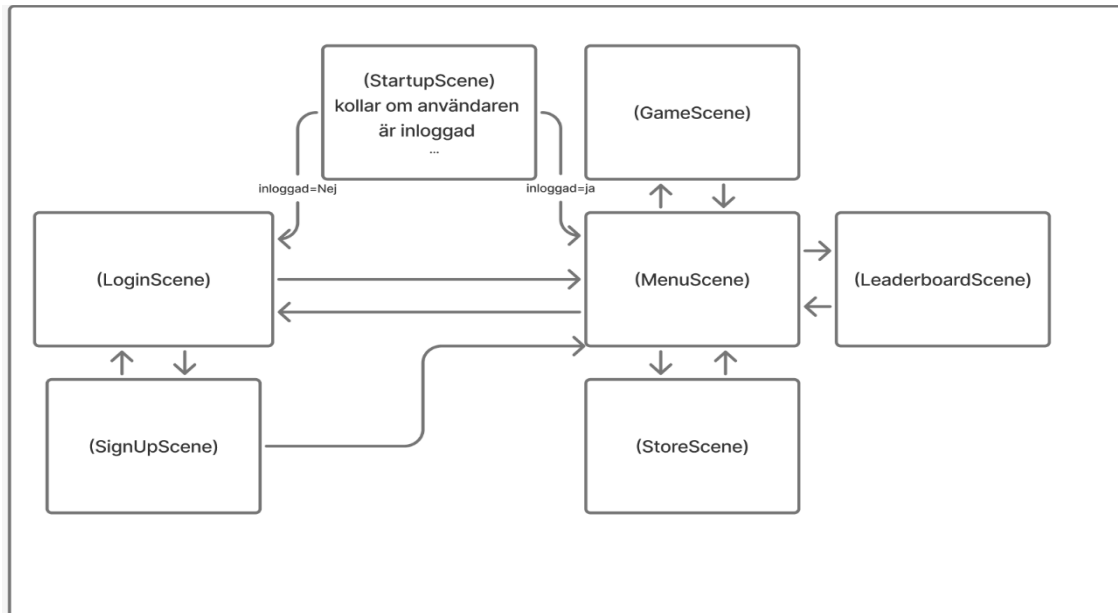 (StartupScene)
kollar om användaren
är inloggad
...
(GameScene)
inloggad=Nej
inloggad=ja
(LoginScene)
(MenuScene)
(LeaderboardScene)
(SignUpScene)
(StoreScene)